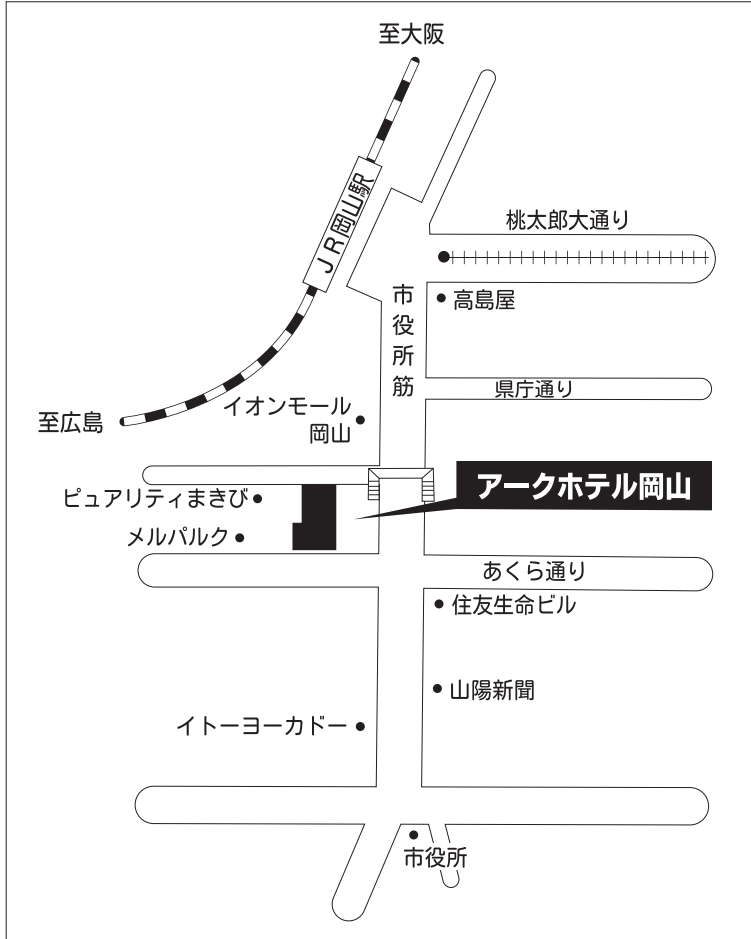 至大阪
JR岡山駅
桃太郎大通り
高島屋
市役所筋
県庁通り
至広島
イオンモール
岡山
アークホテル岡山
ピュアリティまきび
メルパルク
あくら通り
住友生命ビル
山陽新聞
イトーヨーカドー
市役所